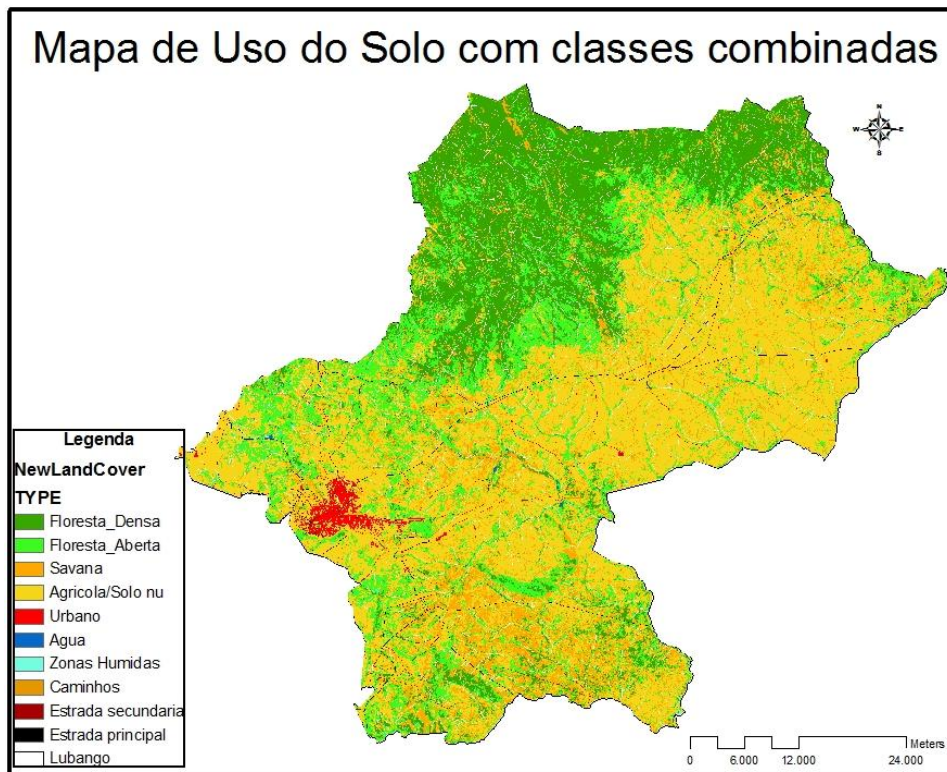 Mapa de Uso do Solo com classes combinadas
N
W E
S
Legenda
NewLandCover
TYPE
Floresta_Densa
Floresta_Aberta
Savana
Agricola/Solo nu
Urbano
Agua
Zonas Humidas
Caminhos
Estrada secundaria
Estrada principal
Lubango
Meters
0 6.000 12.000 24.000